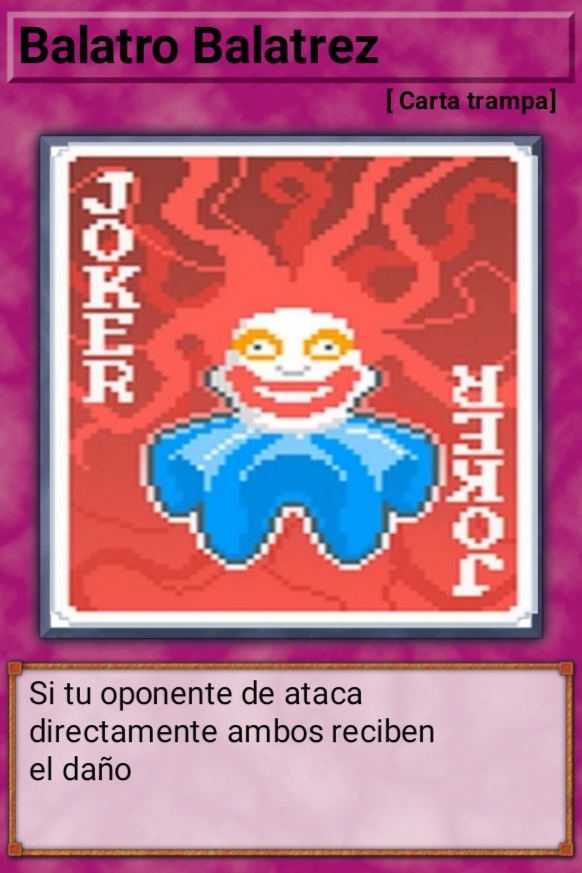 Balatro Balatrez
[ Carta trampa]
JOKER
JOKER
Si tu oponente de ataca
directamente ambos reciben
el daño